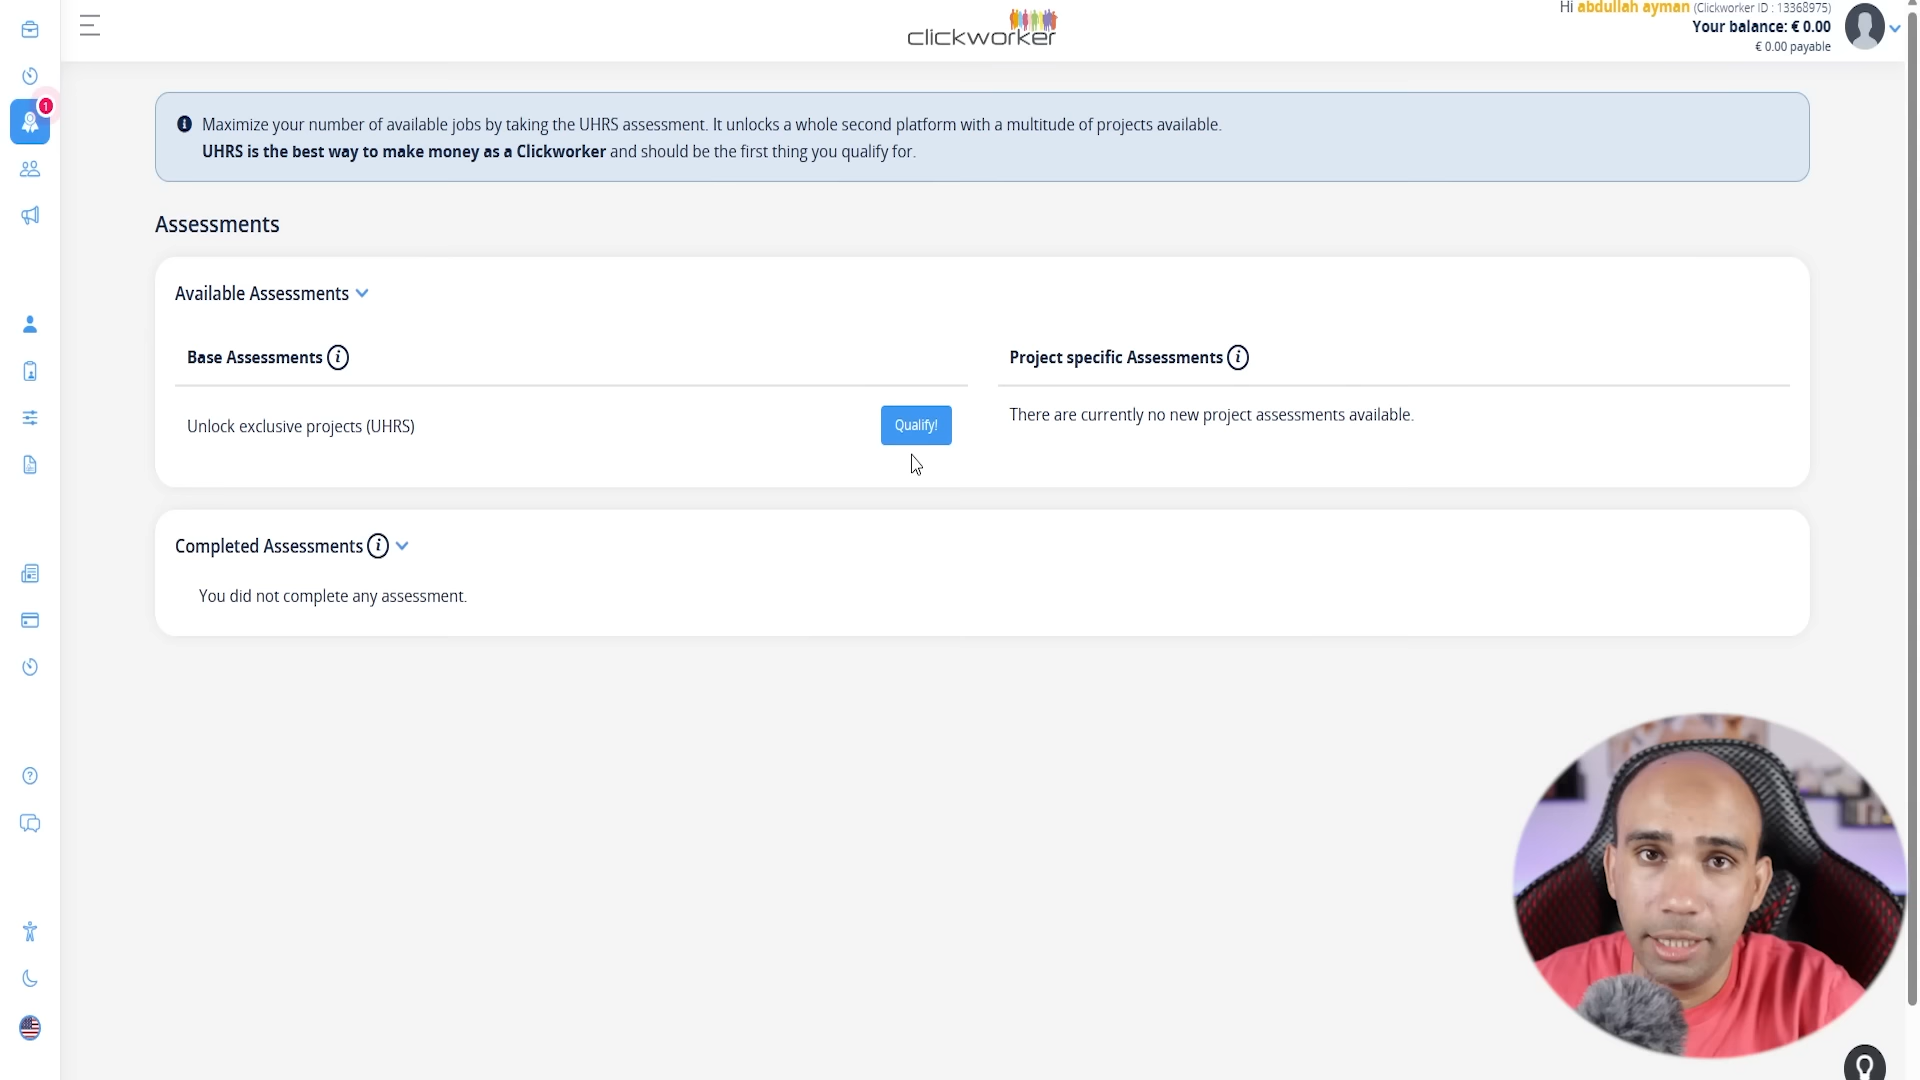 clickworker
Hi abdullah ayman (Clickworker ID : 13368975)
Your balance: € 0.00
€ 0.00 payable
1
Maximize your number of available jobs by taking the UHRS assessment. It unlocks a whole second platform with a multitude of projects available.
UHRS is the best way to make money as a Clickworker and should be the first thing you qualify for.
Assessments
Available Assessments
Base Assessments
Project specific Assessments
Unlock exclusive projects (UHRS)
Qualify!
There are currently no new project assessments available.
Completed Assessments
You did not complete any assessment.